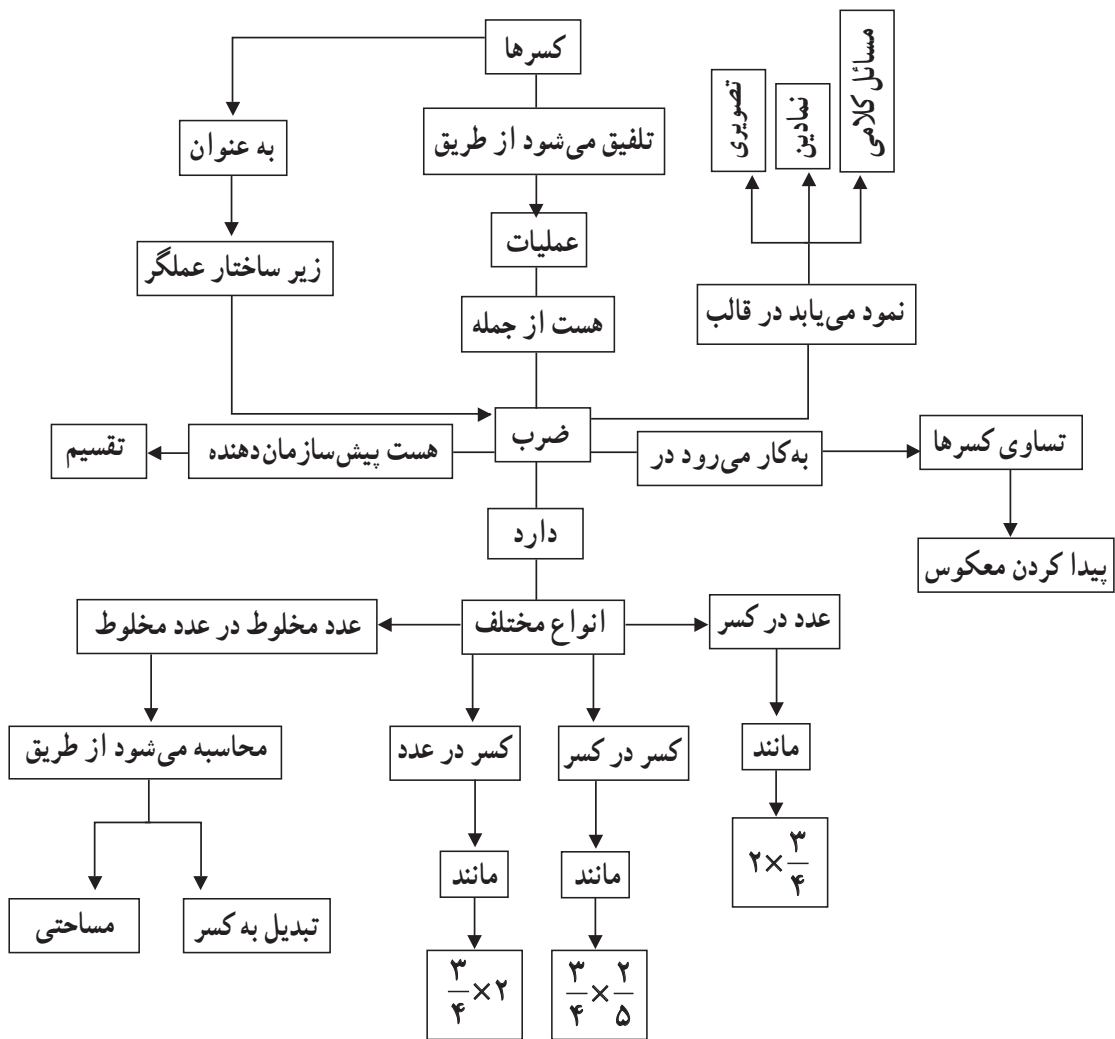 کسرها
به عنوان
زیر ساختار عملگر
تلفیق می‌شود از طریق
عملیات
هست از جمله
ضرب
مسائل کلامی
نمادین
تصویری
نمود می‌یابد در قالب
به‌کار می‌رود در
تساوی کسرها
پیدا کردن معکوس
هست پیش‌سازمان‌دهنده
تقسیم
دارد
انواع مختلف
عدد در کسر
مانند
۲×۳/۴
کسر در کسر
مانند
۳/۴×۲/۵
کسر در عدد
مانند
۳/۴×۲
عدد مخلوط در عدد مخلوط
محاسبه می‌شود از طریق
تبدیل به کسر
مساحتی